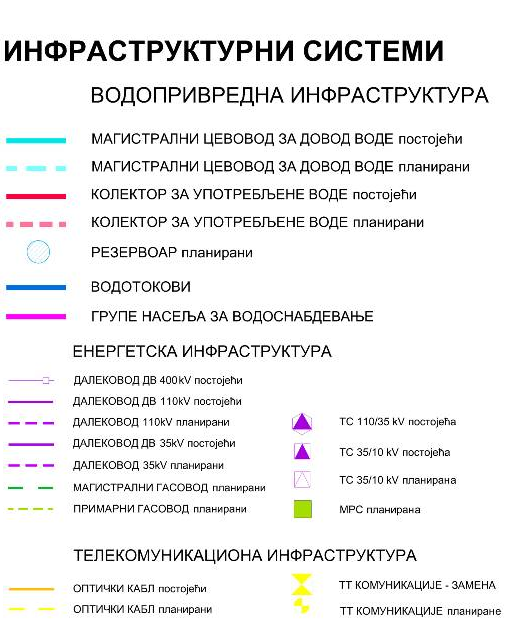 ИНФРАСТРУКТУРНИ СИСТЕМИ
ВОДОПРИВРЕДНА ИНФРАСТРУКТУРА
МАГИСТРАЛНИ ЦЕВОВОД ЗА ДОВОД ВОДЕ постојећи
МАГИСТРАЛНИ ЦЕВОВОД ЗА ДОВОД ВОДЕ планирани
КОЛЕКТОР ЗА УПОТРЕБЉЕНЕ ВОДЕ постојећи
КОЛЕКТОР ЗА УПОТРЕБЉЕНЕ ВОДЕ планирани
РЕЗЕРВОАР планирани
ВОДОТОКОВИ
ГРУПЕ НАСЕЉА ЗА ВОДОСНАБДЕВАЊЕ
ЕНЕРГЕТСКА ИНФРАСТРУКТУРА
ДАЛЕКОВОД ДВ 400kV постојећи
ДАЛЕКОВОД ДВ 110kV постојећи
ДАЛЕКОВОД 110kV планирани
ДАЛЕКОВОД ДВ 35kV постојећи
ДАЛЕКОВОД 35kV планирани
МАГИСТРАЛНИ ГАСОВОД планирани
ПРИМАРНИ ГАСОВОД планирани
ТС 110/35 kV постојећа
ТС 35/10 kV постојећа
ТС 35/10 kV планирана
МРС планирана
ТЕЛЕКОМУНИКАЦИОНА ИНФРАСТРУКТУРА
ОПТИЧКИ КАБЛ постојећи
ОПТИЧКИ КАБЛ планирани
ТТ КОМУНИКАЦИЈЕ - ЗАМЕНА
ТТ КОМУНИКАЦИЈЕ планиране